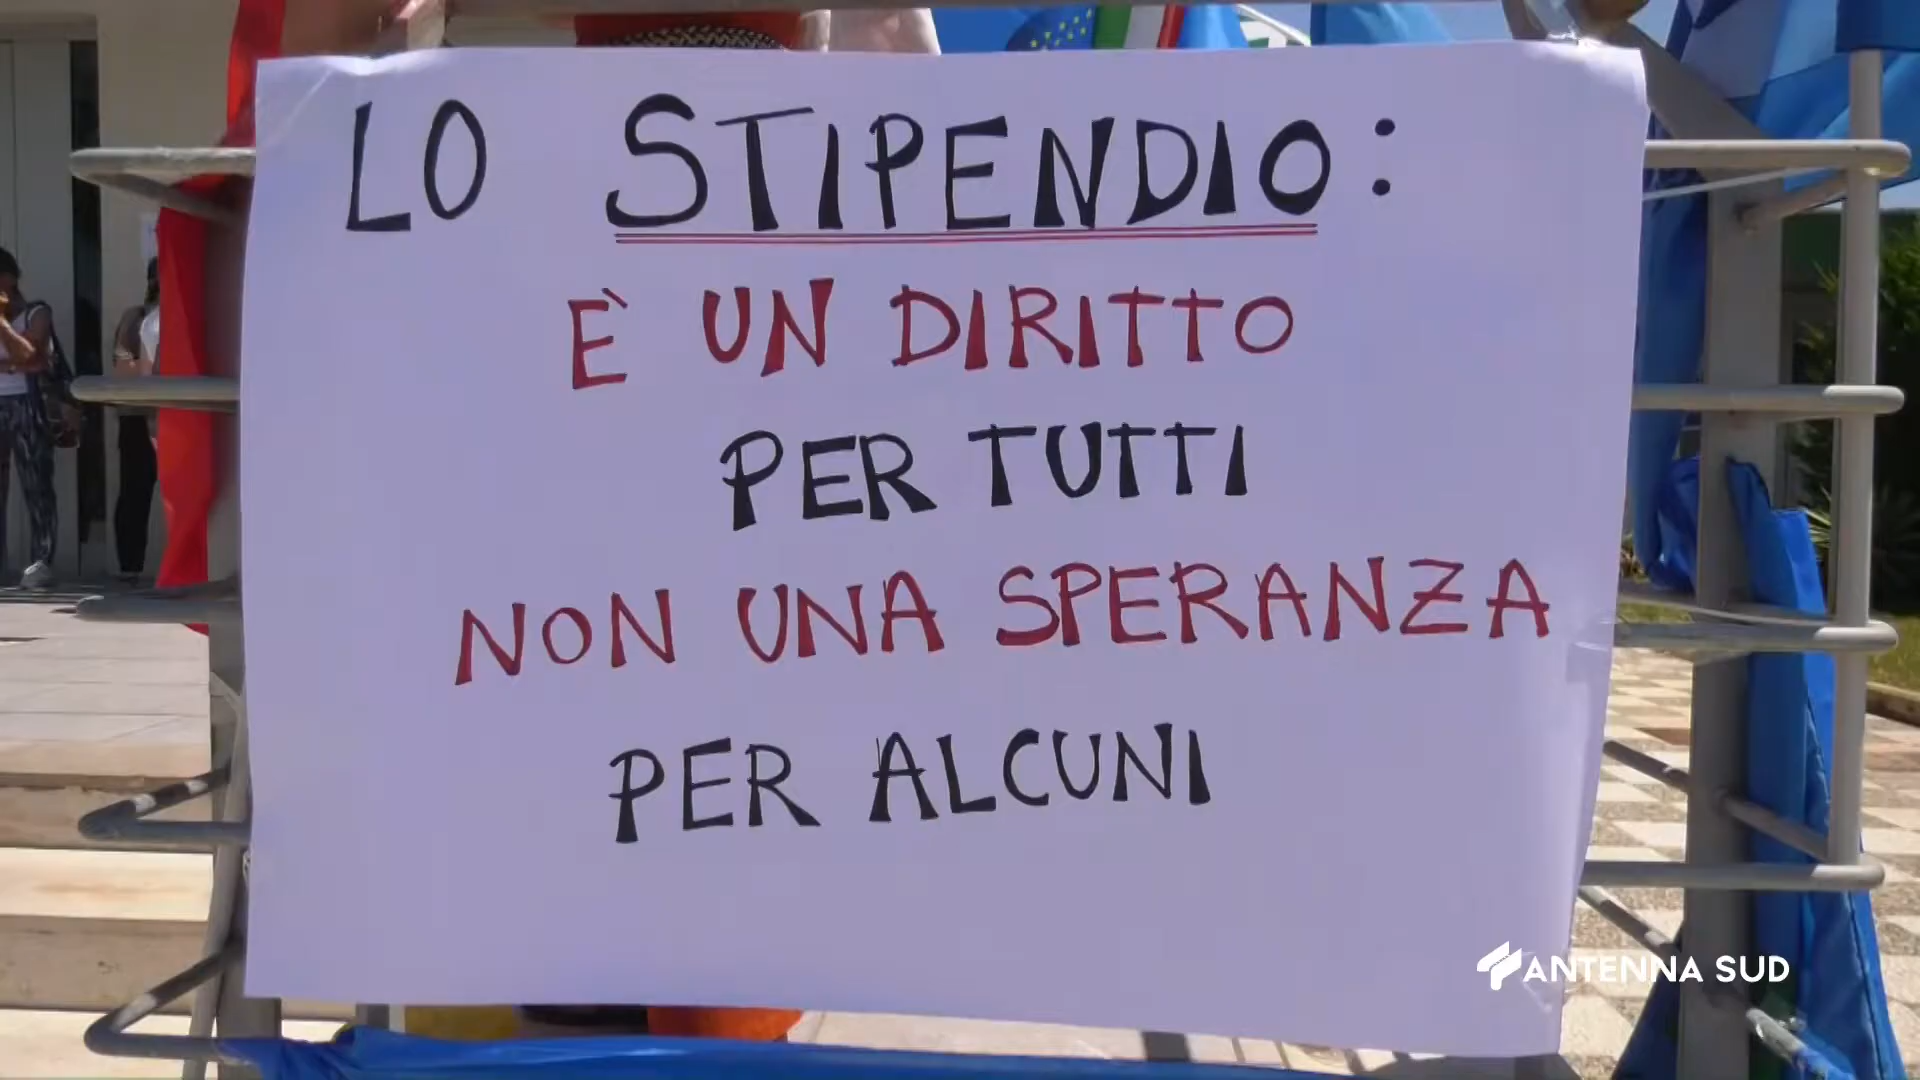 LO STIPENDIO:
È UN DIRITTO
PER TUTTI
NON UNA SPERANZA
PER ALCUNI
ANTENNA SUD